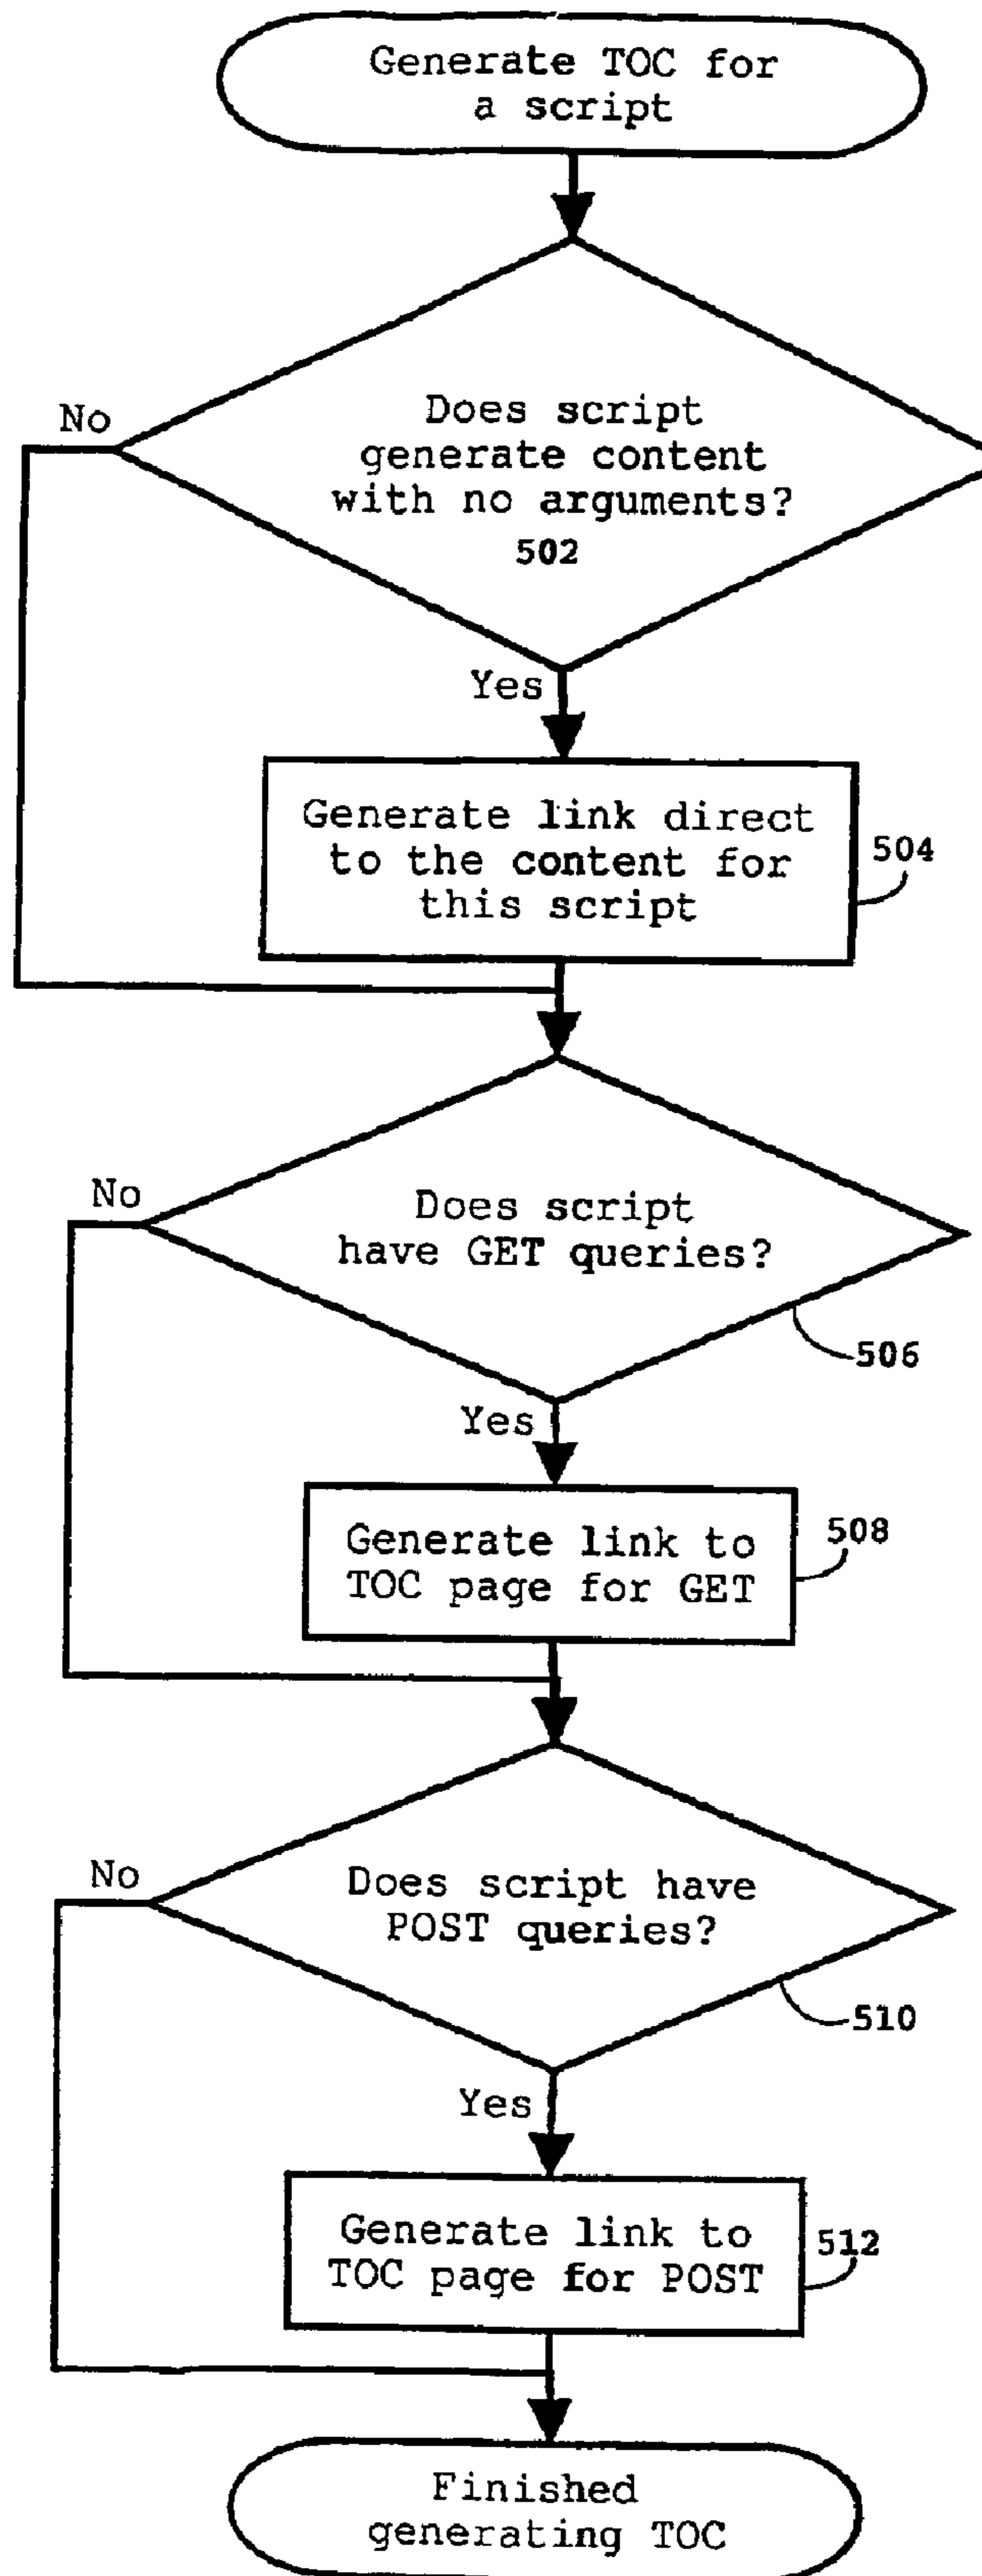 Generate TOC for
a script
No
Does script
generate content
with no arguments?
502
Yes
Generate link direct
to the content for
this script
504
No
Does script
have GET queries?
506
Yes
Generate link to
TOC page for GET
508
No
Does script have
POST queries?
510
Yes
Generate link to
TOC page for POST
512
Finished
generating TOC